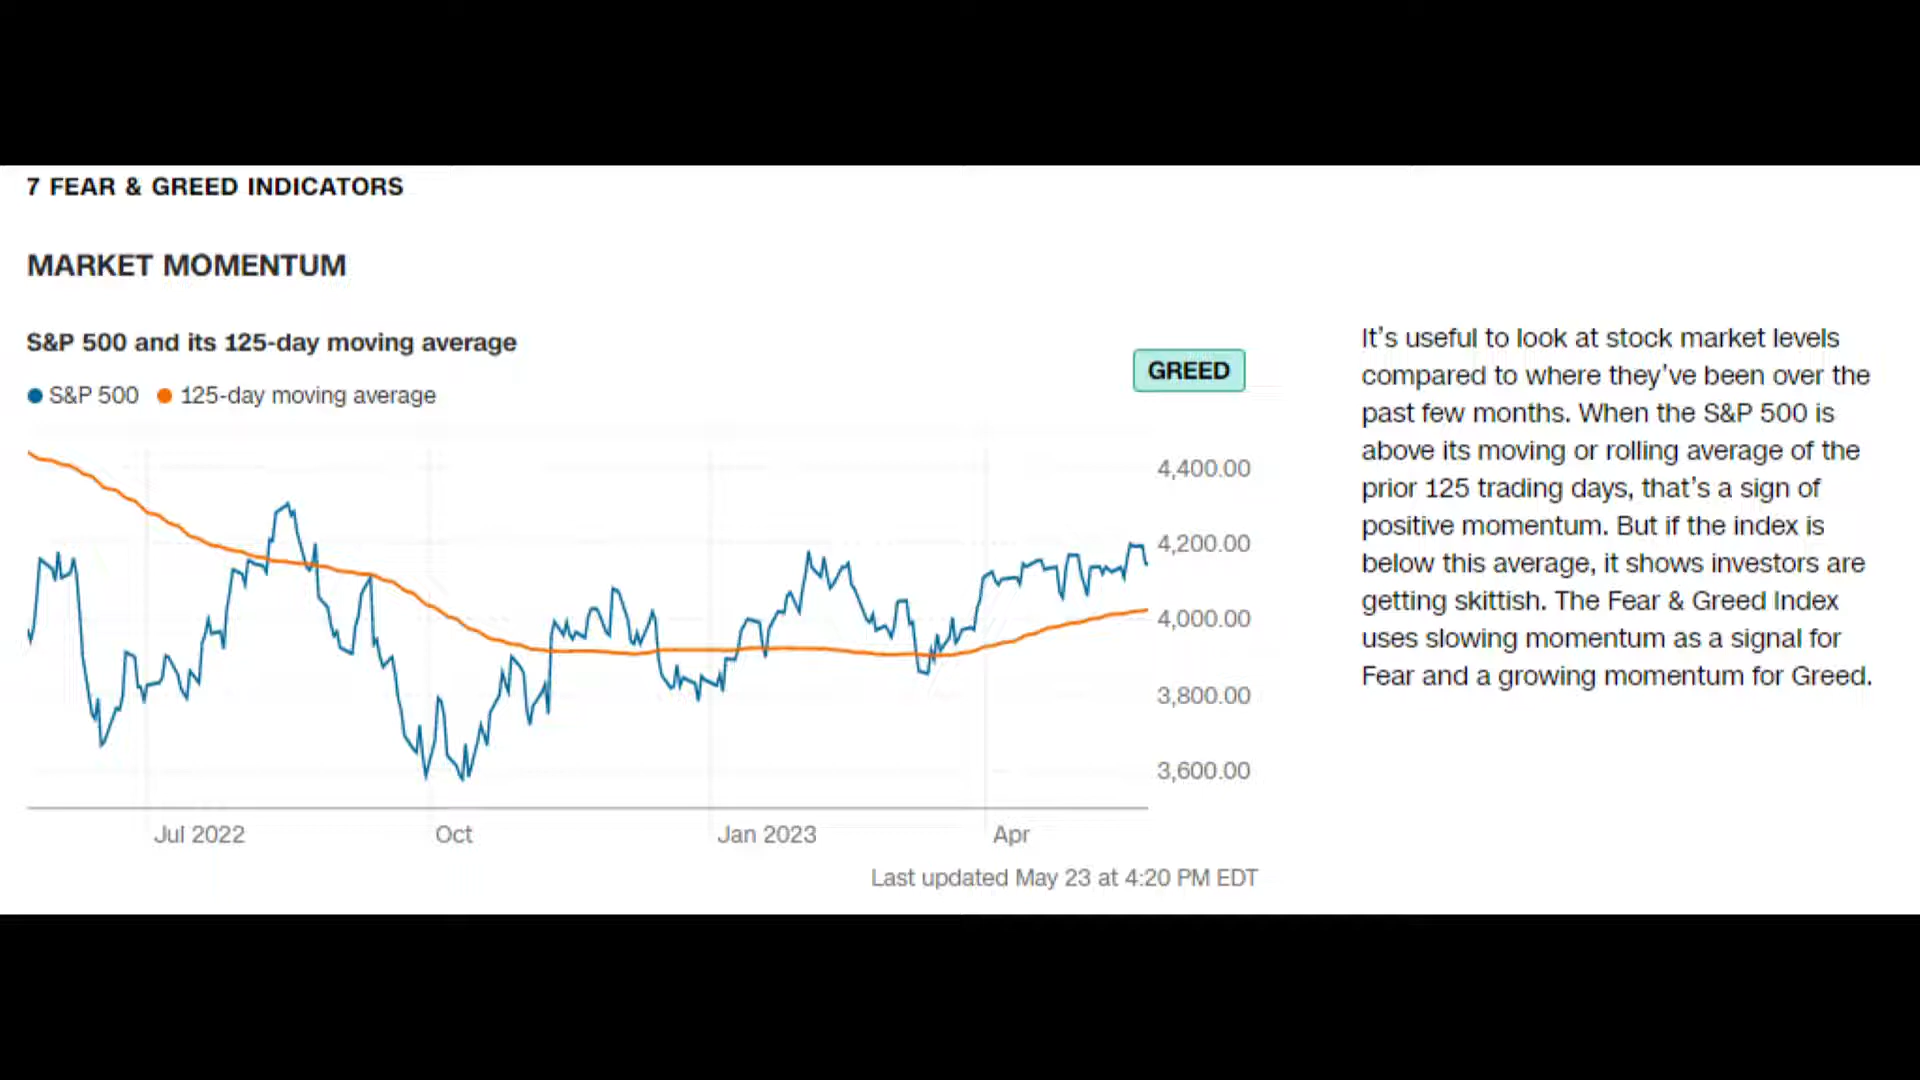 7 FEAR & GREED INDICATORS
MARKET MOMENTUM
S&P 500 and its 125-day moving average
GREED
S&P 500 125-day moving average
4,400.00
4,200.00
4,000.00
3,800.00
3,600.00
Jul 2022 Oct Jan 2023 Apr
Last updated May 23 at 4:20 PM EDT
It's useful to look at stock market levels
compared to where they've been over the
past few months. When the S&P 500 is
above its moving or rolling average of the
prior 125 trading days, that's a sign of
positive momentum. But if the index is
below this average, it shows investors are
getting skittish. The Fear & Greed Index
uses slowing momentum as a signal for
Fear and a growing momentum for Greed.